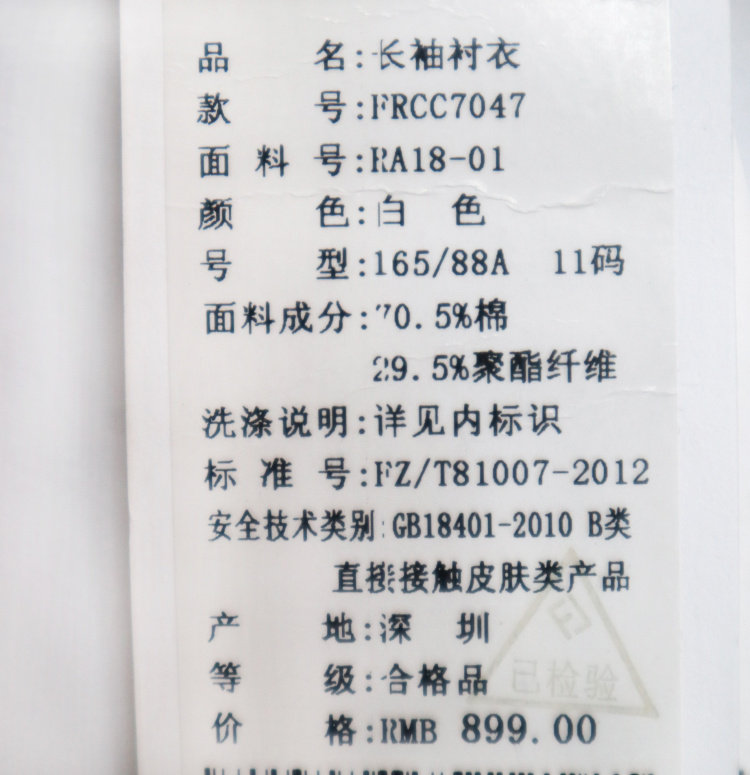 品 名:长袖衬衣
款 号:FRCC7047
面 料 号:RA18-01
颜 色:白 色
号 型:165/88A 11码
面料成分:70.5%棉
29.5%聚酯纤维
洗涤说明:详见内标识
标 准 号:FZ/T81007-2012
安全技术类别:GB18401-2010 B类
直接接触皮肤类产品
产 地:深 圳
等 级:合格品
已检验
价 格:RMB 899.00